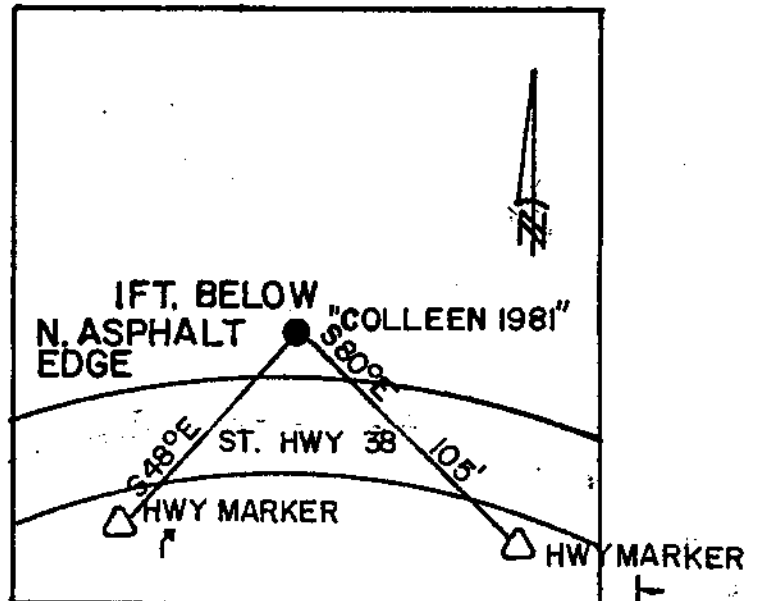 1FT. BELOW
"COLLEEN 1981"
N. ASPHALT
EDGE
S80°E
S48°E
ST. HWY 38
105'
HWY MARKER
HWY MARKER
N